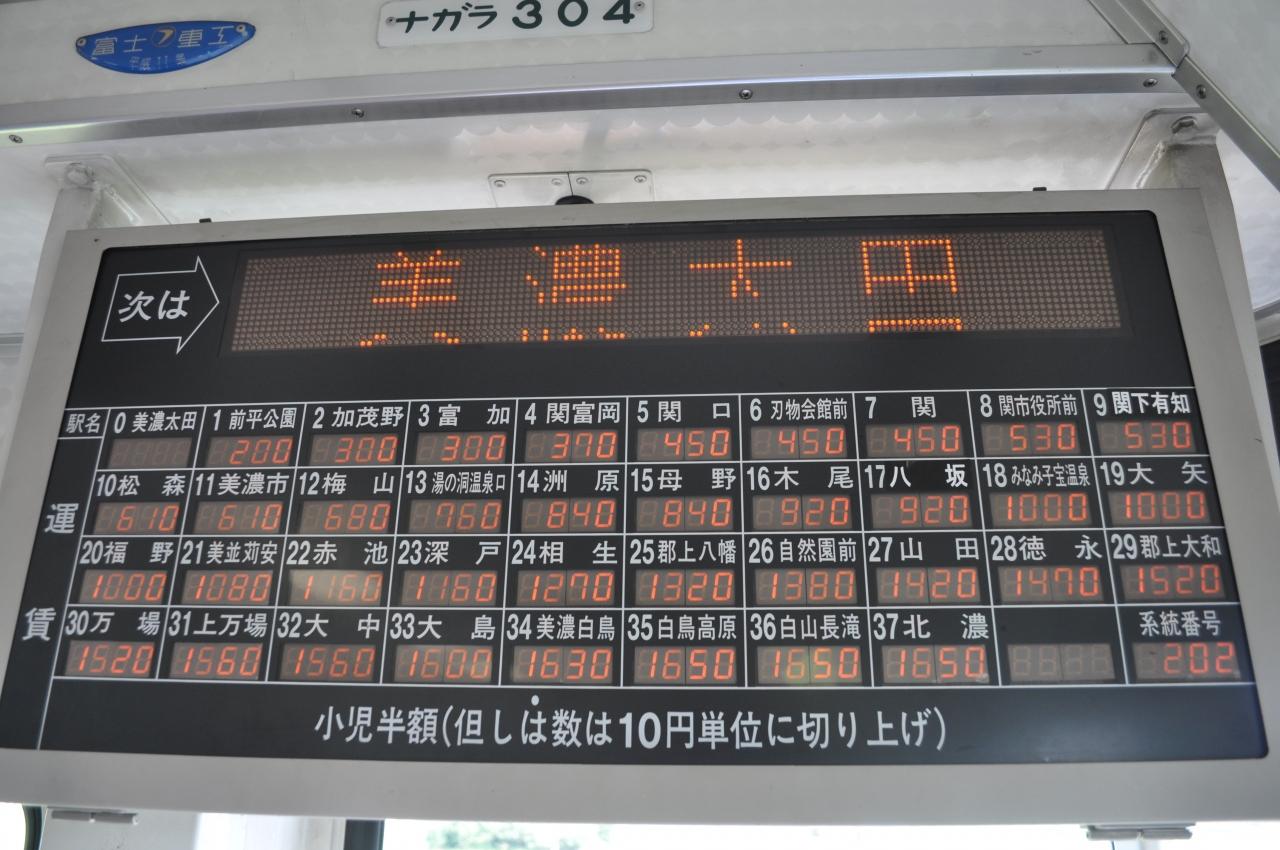 富士重工
平成11年
ナガラ304
次は 美濃太田
駅名 0 美濃太田 1 前平公園 2 加茂野 3 富加 4 関富岡 5 関口 6 刃物会館前 7 関 8 関市役所前 9 関下有知
200 300 300 370 450 450 450 530 530
10 松森 11 美濃市 12 梅山 13 湯の洞温泉口 14 洲原 15 母野 16 木尾 17 八坂 18 みなみ子宝温泉 19 大矢
運 610 610 680 760 840 840 920 920 1000 1000
20 福野 21 美並苅安 22 赤池 23 深戸 24 相生 25 郡上八幡 26 自然園前 27 山田 28 徳永 29 郡上大和
1000 1080 1160 1160 1270 1320 1380 1420 1470 1520
賃 30 万場 31 上万場 32 大中 33 大島 34 美濃白鳥 35 白鳥高原 36 白山長滝 37 北濃 系統番号
1520 1560 1560 1600 1630 1650 1650 1650 202
小児半額(但しは数は10円単位に切り上げ)